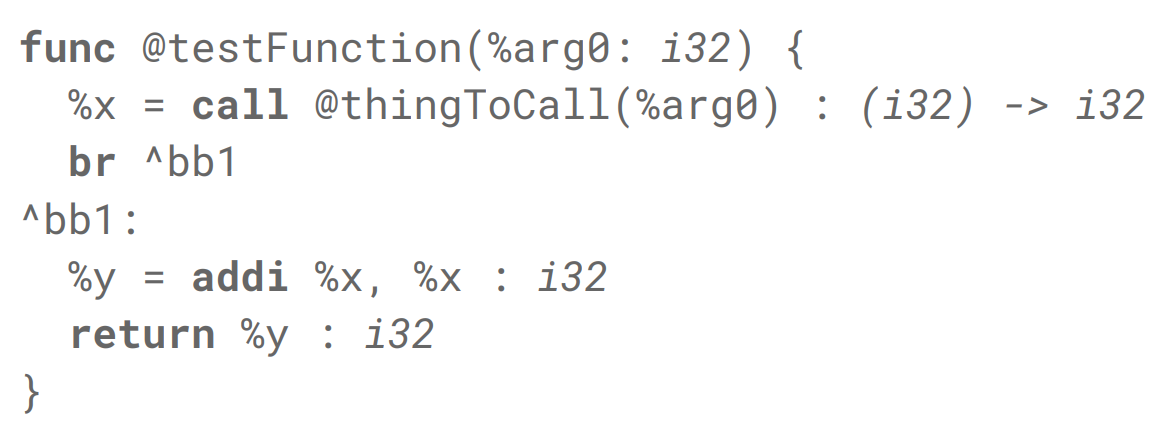 func @testFunction(%arg0: i32) {
  %x = call @thingToCall(%arg0) : (i32) -> i32
  br ^bb1
^bb1:
  %y = addi %x, %x : i32
  return %y : i32
}